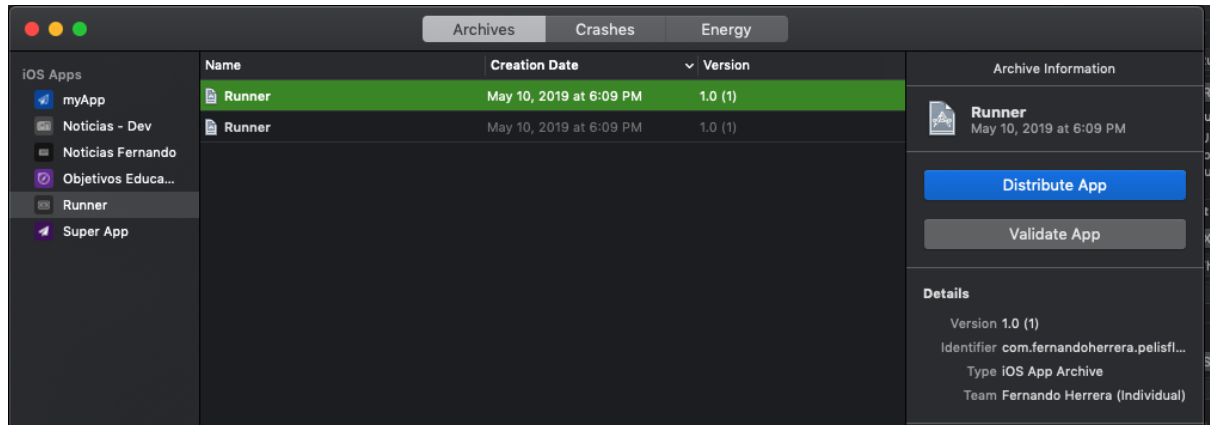 Archives Crashes Energy
iOS Apps
myApp
Noticias - Dev
Noticias Fernando
Objetivos Educa...
Runner
Super App
Name Creation Date Version
Runner May 10, 2019 at 6:09 PM 1.0 (1)
Runner May 10, 2019 at 6:09 PM 1.0 (1)
Archive Information
Runner
May 10, 2019 at 6:09 PM
Distribute App
Validate App
Details
Version 1.0 (1)
Identifier com.fernandoherrera.pelisfl...
Type iOS App Archive
Team Fernando Herrera (Individual)